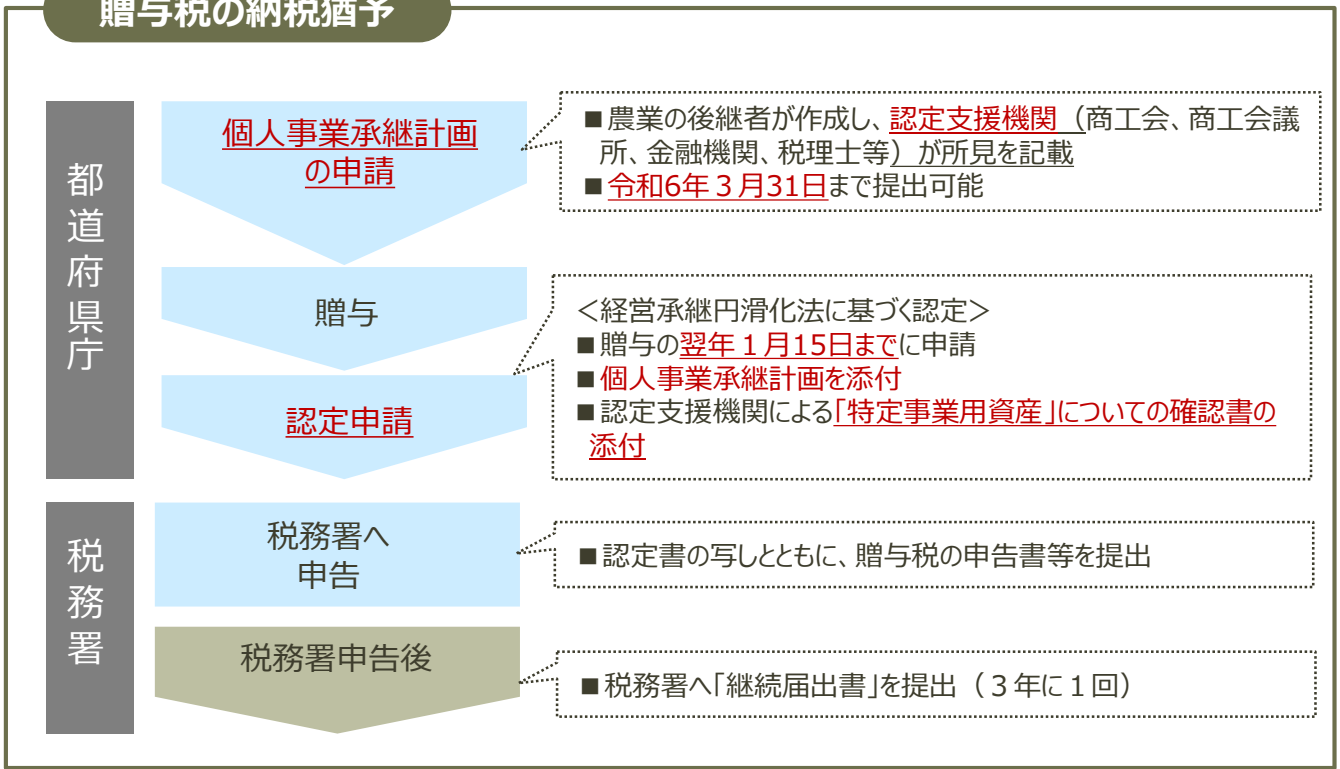 贈与税の納税猶予
都道府県庁
個人事業承継計画
の申請
■農業の後継者が作成し、認定支援機関（商工会、商工会議
所、金融機関、税理士等）が所見を記載
■令和6年３月31日まで提出可能
贈与
認定申請
＜経営承継円滑化法に基づく認定＞
■贈与の翌年１月15日までに申請
■個人事業承継計画を添付
■認定支援機関による「特定事業用資産」についての確認書の
添付
税務署
税務署へ
申告
■認定書の写しとともに、贈与税の申告書等を提出
税務署申告後
■税務署へ「継続届出書」を提出（３年に１回）